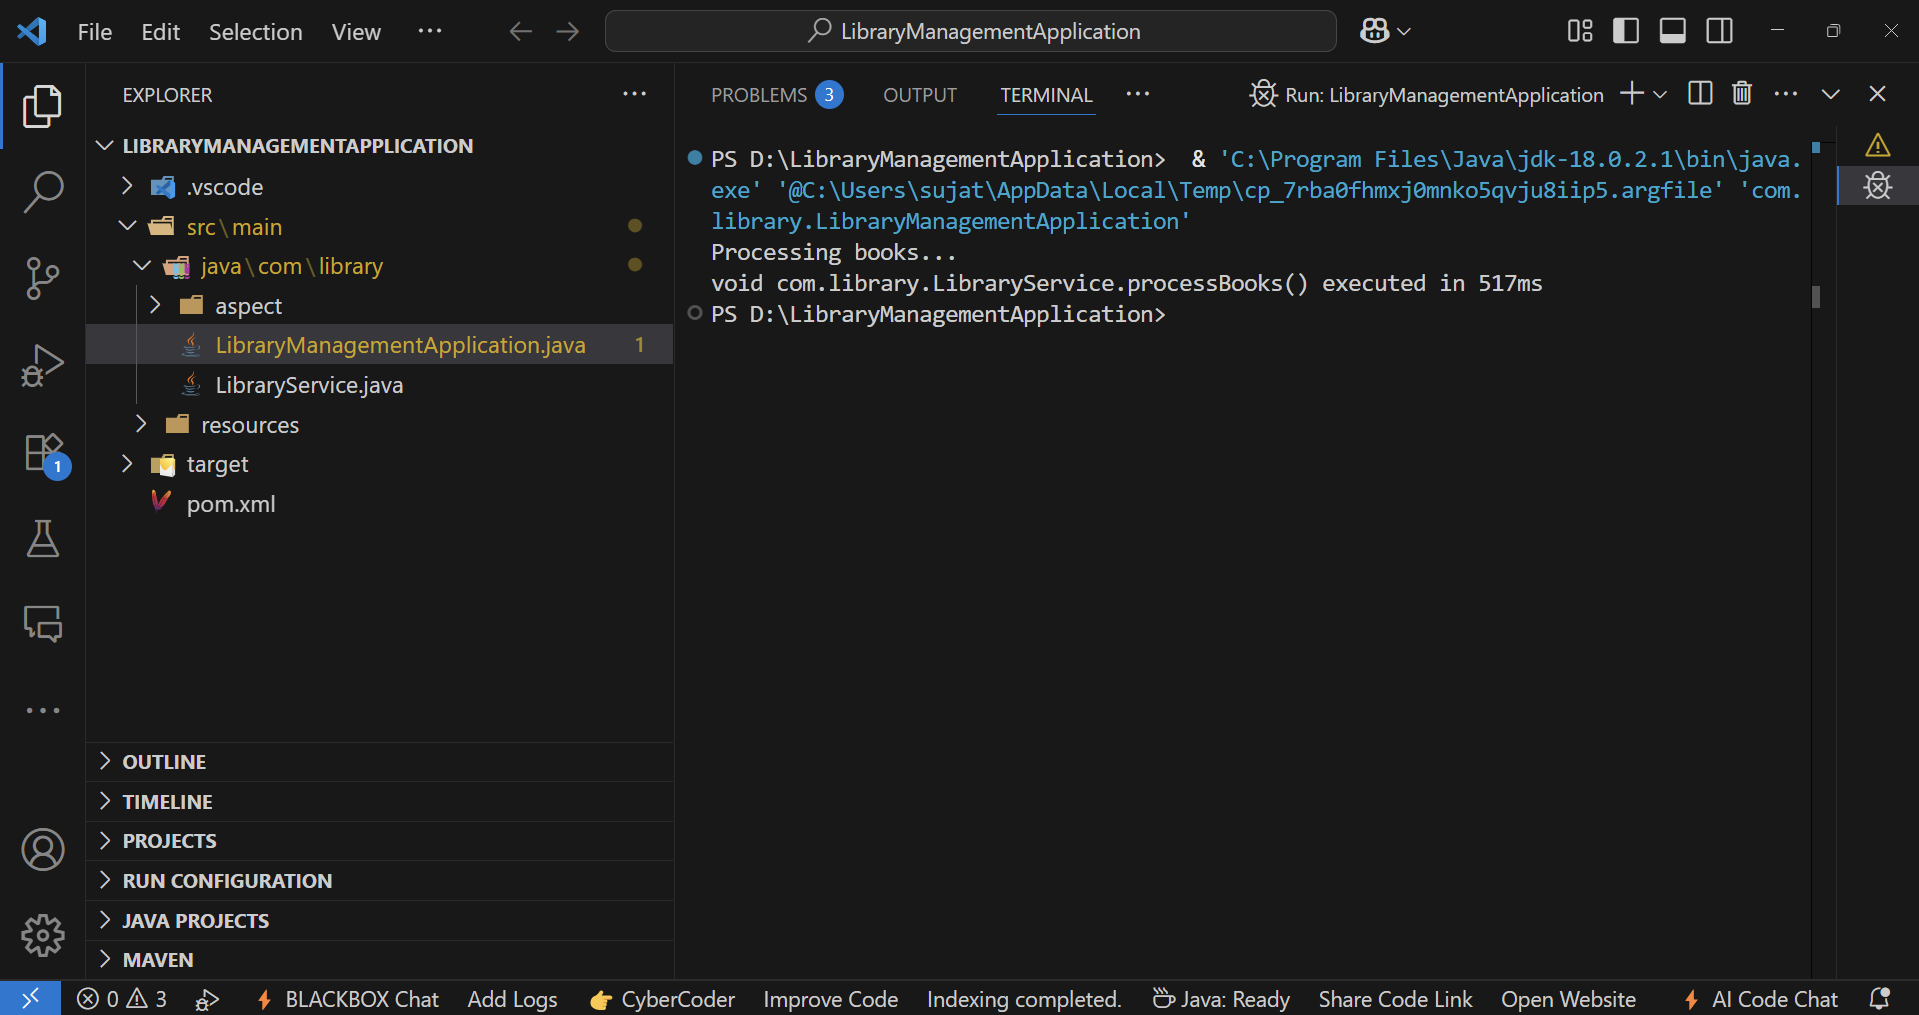 File Edit Selection View ... LibraryManagementApplication
EXPLORER ...
LIBRARYMANAGEMENTAPPLICATION
.vscode
src\main
java\com\library
aspect
LibraryManagementApplication.java 1
LibraryService.java
resources
target
pom.xml
1
OUTLINE
TIMELINE
PROJECTS
RUN CONFIGURATION
JAVA PROJECTS
MAVEN
PROBLEMS 3 OUTPUT TERMINAL ... Run: LibraryManagementApplication
PS D:\LibraryManagementApplication>  & 'C:\Program Files\Java\jdk-18.0.2.1\bin\java.
exe' '@C:\Users\sujat\AppData\Local\Temp\cp_7rba0fhmxj0mnko5qvju8iip5.argfile' 'com.
library.LibraryManagementApplication'
Processing books...
void com.library.LibraryService.processBooks() executed in 517ms
PS D:\LibraryManagementApplication>
0 3 BLACKBOX Chat Add Logs CyberCoder Improve Code Indexing completed. Java: Ready Share Code Link Open Website AI Code Chat